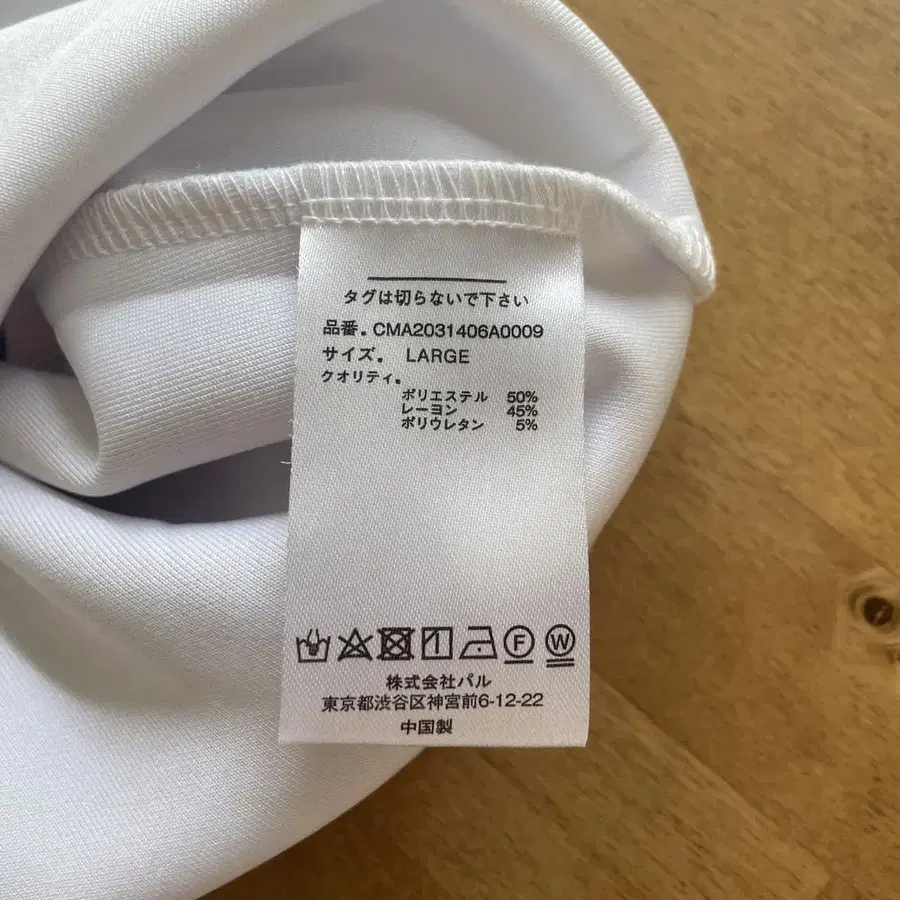 タグは切らないで下さい
品番. CMA2031406A0009
サイズ. LARGE
クオリティ.
ポリエステル 50%
レーヨン 45%
ポリウレタン 5%
F W
株式会社パル
東京都渋谷区神宮前6-12-22
中国製